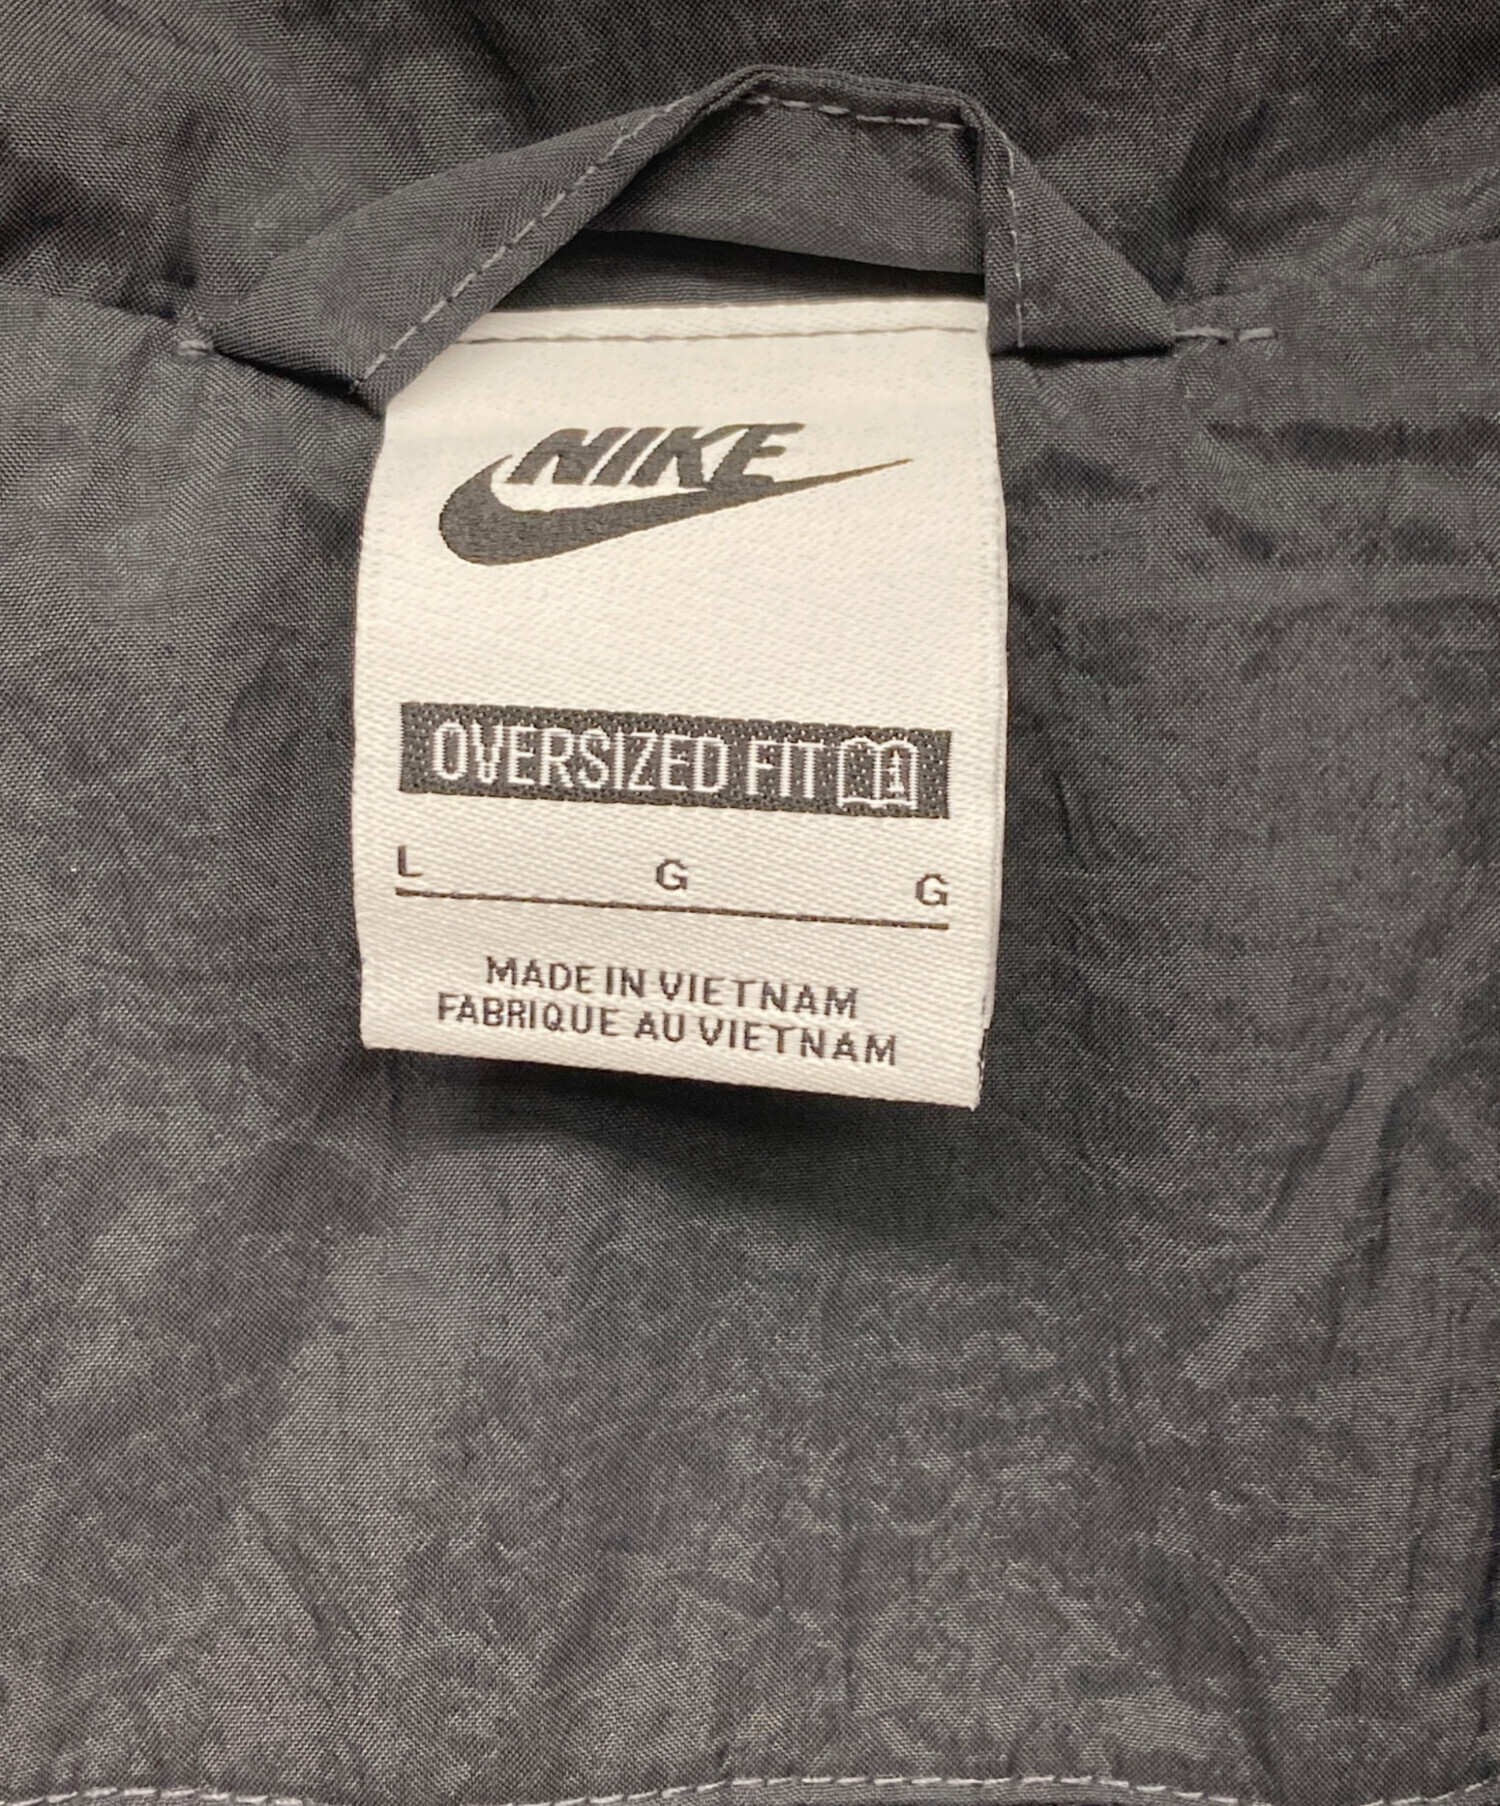 NIKE
OVERSIZED FIT
L G G
MADE IN VIETNAM
FABRIQUE AU VIETNAM